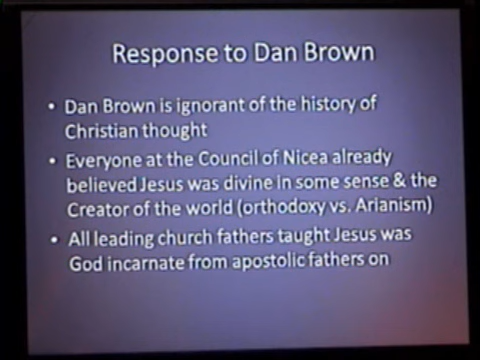 Response to Dan Brown
• Dan Brown is ignorant of the history of
Christian thought
• Everyone at the Council of Nicea already
believed Jesus was divine in some sense & the
Creator of the world (orthodoxy vs. Arianism)
• All leading church fathers taught Jesus was
God incarnate from apostolic fathers on